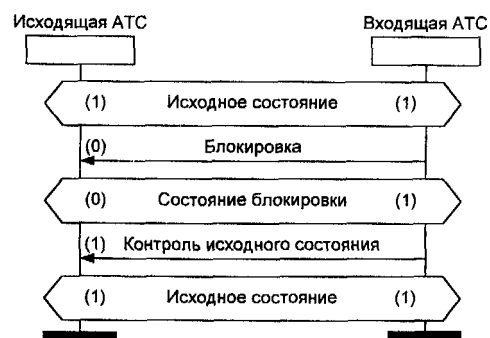 Исходящая АТС Входящая АТС
(1) Исходное состояние (1)
(0) Блокировка
(0) Состояние блокировки (1)
(1) Контроль исходного состояния
(1) Исходное состояние (1)